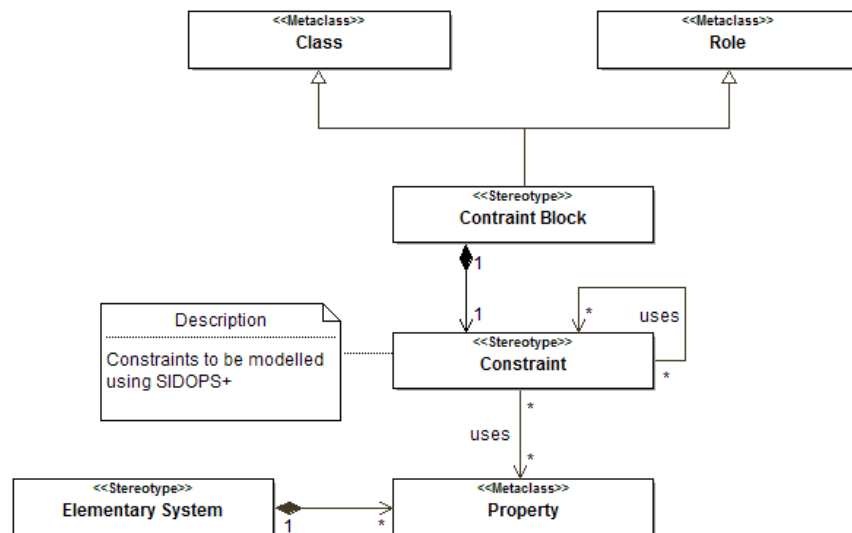 <<Metaclass>>
Class
<<Metaclass>>
Role
<<Stereotype>>
Contraint Block
1
1
Description
Constraints to be modelled
using SIDOPS+
<<Stereotype>>
Constraint
*
uses
*
*
uses
*
<<Stereotype>>
Elementary System
1
*
<<Metaclass>>
Property